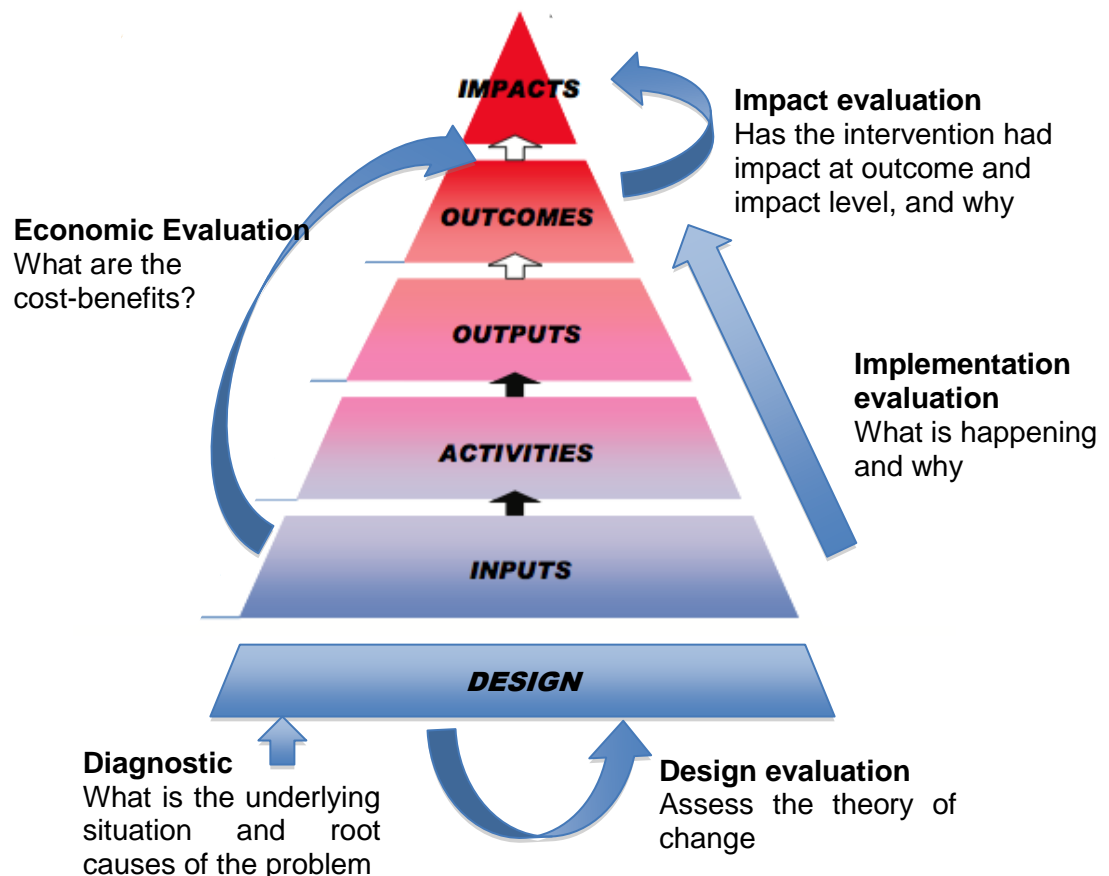 IMPACTS
Impact evaluation
Has the intervention had
impact at outcome and
impact level, and why
OUTCOMES
Economic Evaluation
What are the
cost-benefits?
OUTPUTS
Implementation
evaluation
What is happening
and why
ACTIVITIES
INPUTS
DESIGN
Diagnostic
What is the underlying
situation and root
causes of the problem
Design evaluation
Assess the theory of
change